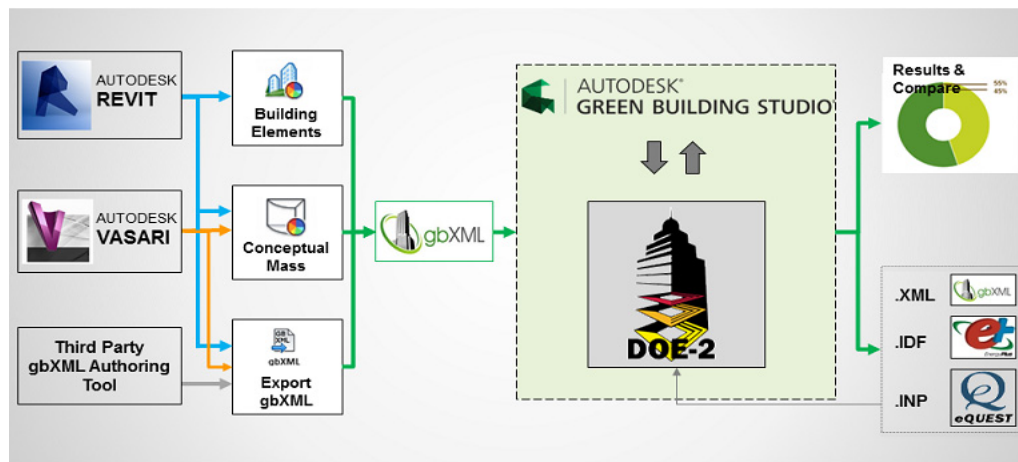 AUTODESK
REVIT
Building
Elements
AUTODESK
VASARI
Conceptual
Mass
Third Party
gbXML Authoring
Tool
GB
XML
gbXML
Export
gbXML
gbXML
AUTODESK®
GREEN BUILDING STUDIO
DOE-2
Results &
Compare
55%
45%
.XML
gbXML
.IDF
e+
EnergyPlus
.INP
eQUEST